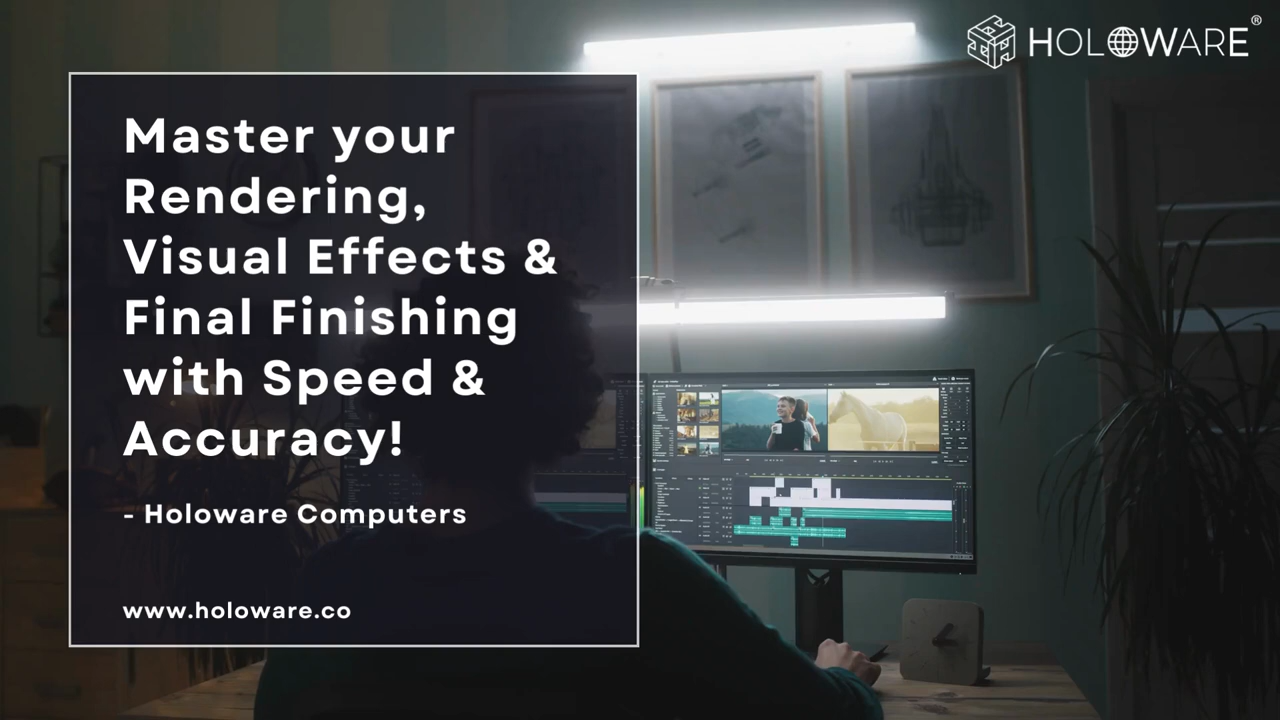 HOLOWARE®
Master your
Rendering,
Visual Effects &
Final Finishing
with Speed &
Accuracy!
- Holoware Computers
www.holoware.co